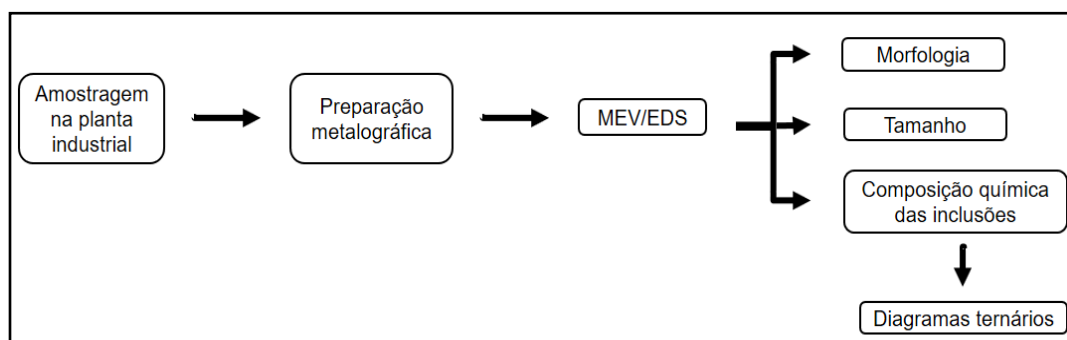 Amostragem
na planta
industrial
Preparação
metalográfica
MEV/EDS
Morfologia
Tamanho
Composição química
das inclusões
Diagramas ternários